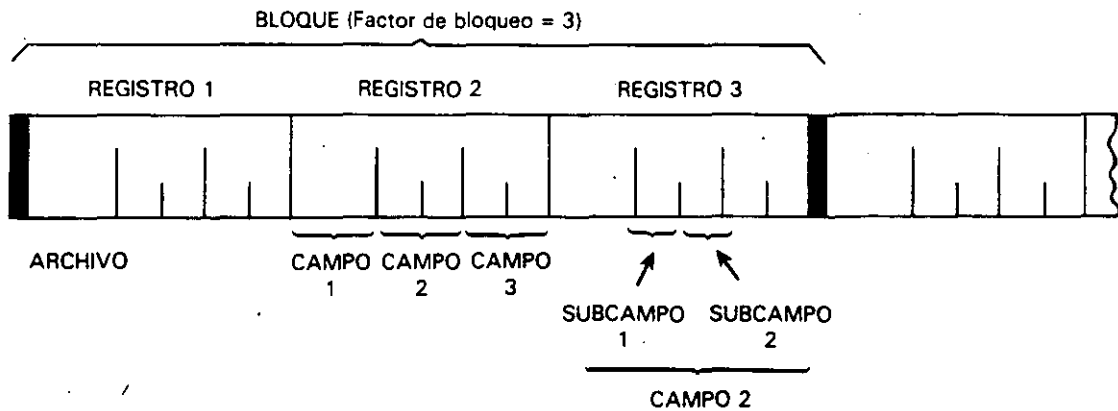 BLOQUE (Factor de bloqueo = 3)
REGISTRO 1 REGISTRO 2 REGISTRO 3
ARCHIVO CAMPO 1 CAMPO 2 CAMPO 3
SUBCAMPO 1 SUBCAMPO 2
CAMPO 2